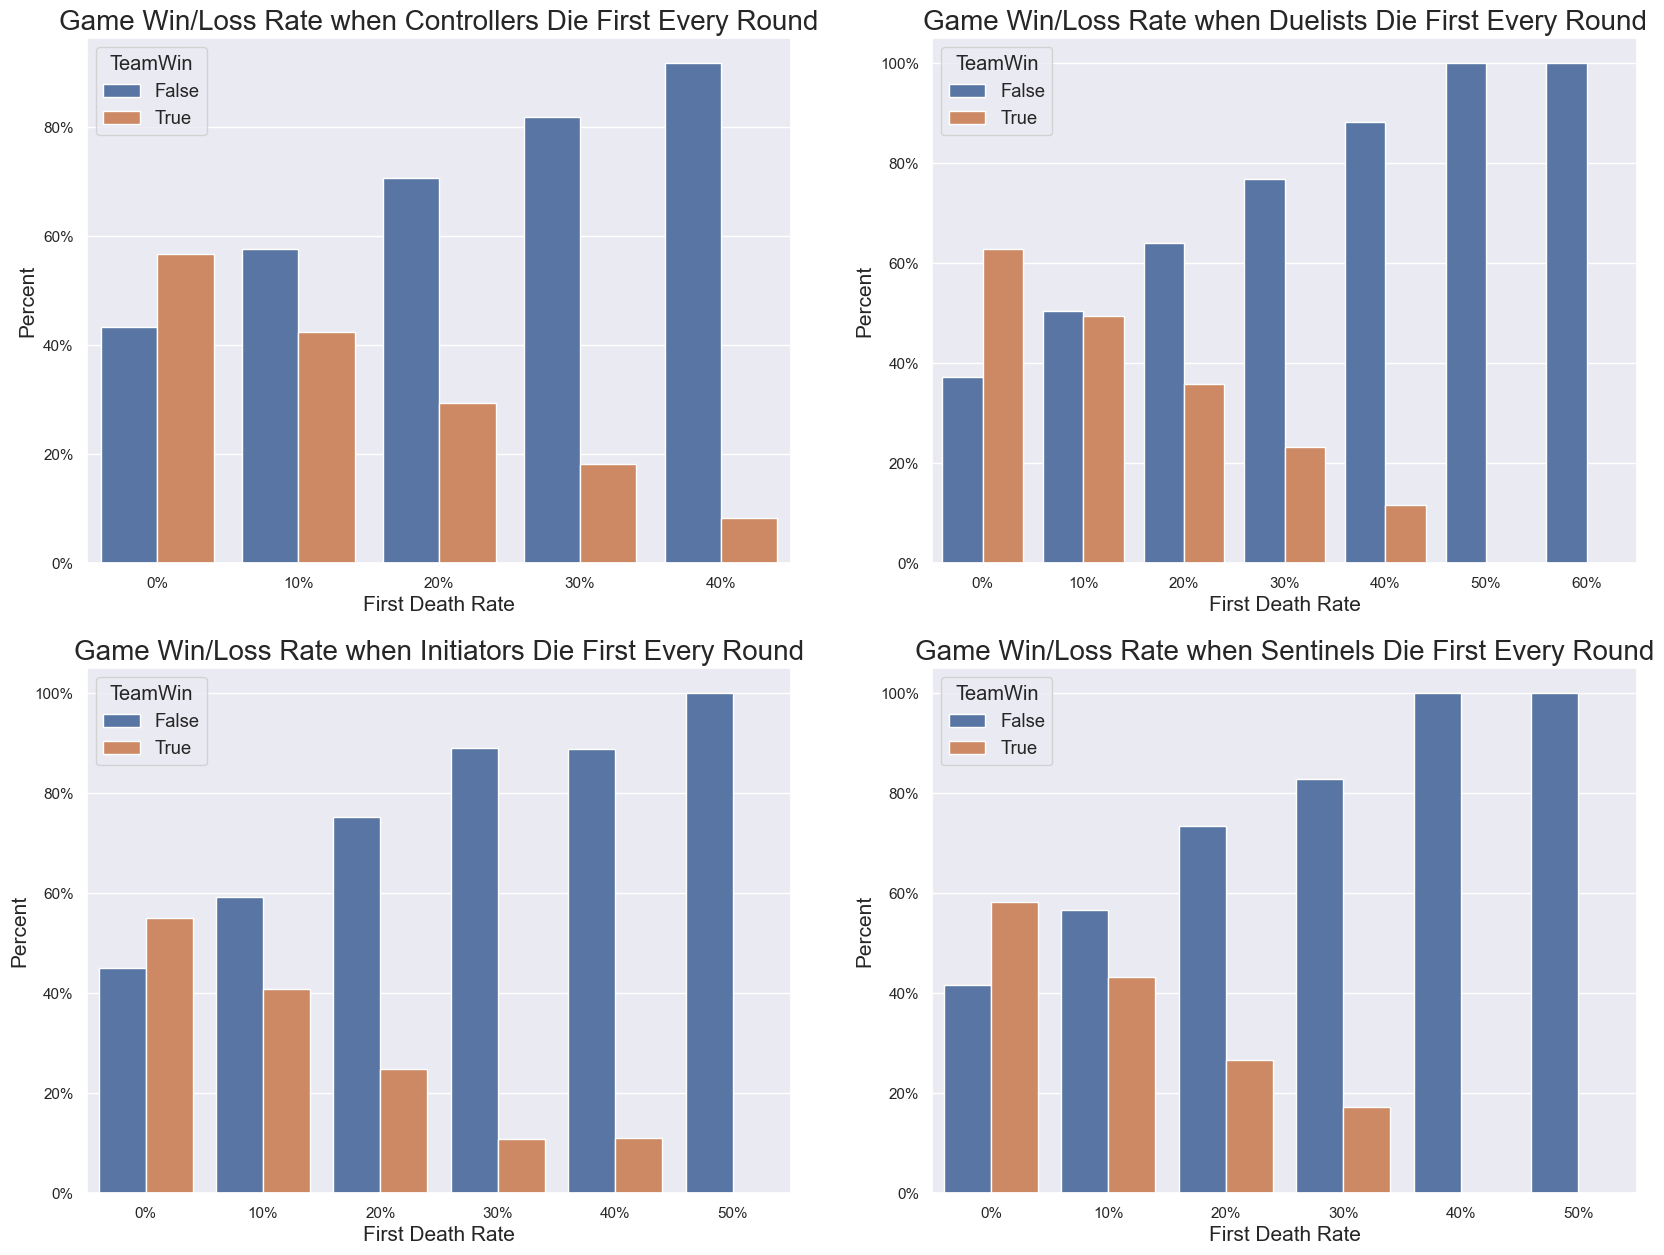 Game Win/Loss Rate when Controllers Die First Every Round
TeamWin
False
True
80%
60%
40%
20%
0%
Percent
0% 10% 20% 30% 40%
First Death Rate
Game Win/Loss Rate when Duelists Die First Every Round
TeamWin
False
True
100%
80%
60%
40%
20%
0%
Percent
0% 10% 20% 30% 40% 50% 60%
First Death Rate
Game Win/Loss Rate when Initiators Die First Every Round
TeamWin
False
True
100%
80%
60%
40%
20%
0%
Percent
0% 10% 20% 30% 40% 50%
First Death Rate
Game Win/Loss Rate when Sentinels Die First Every Round
TeamWin
False
True
100%
80%
60%
40%
20%
0%
Percent
0% 10% 20% 30% 40% 50%
First Death Rate